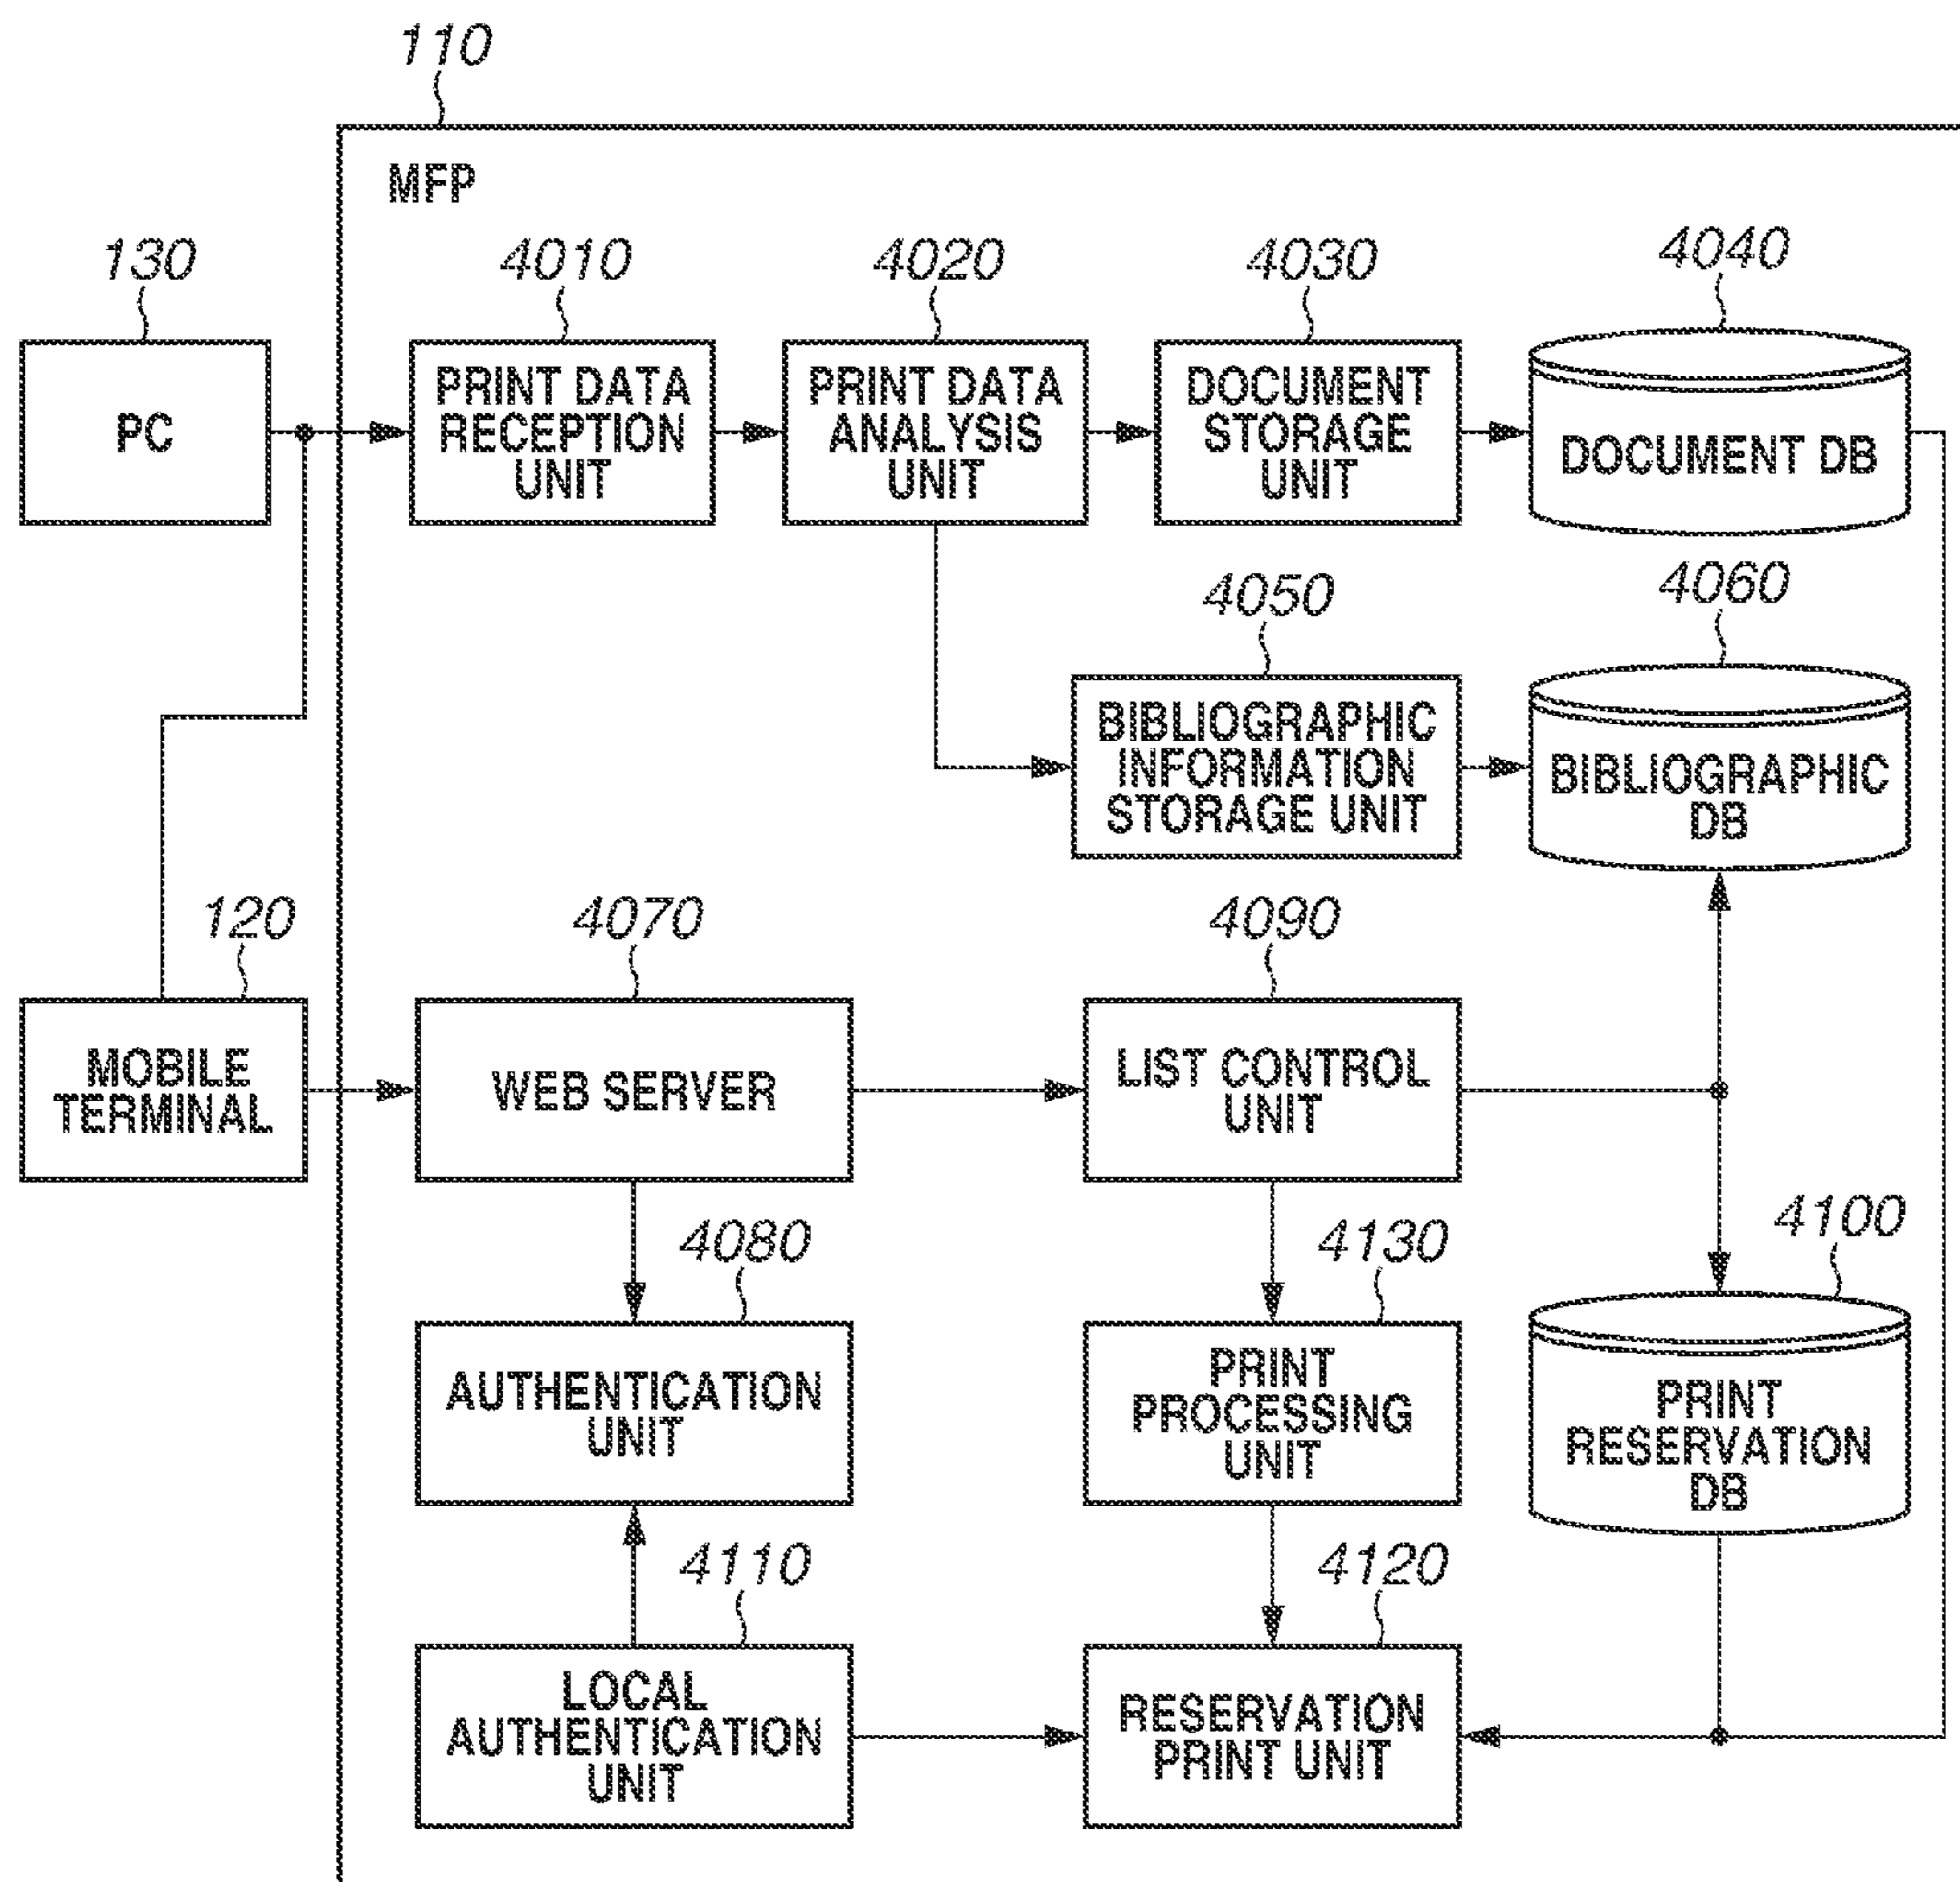 110
MFP
130
4010
4020
4030
4040
PC
PRINT DATA
RECEPTION
UNIT
PRINT DATA
ANALYSIS
UNIT
DOCUMENT
STORAGE
UNIT
DOCUMENT DB
4050
4060
BIBLIOGRAPHIC
INFORMATION
STORAGE UNIT
BIBLIOGRAPHIC
DB
120
4070
4090
MOBILE
TERMINAL
WEB SERVER
LIST CONTROL
UNIT
4080
4130
4100
AUTHENTICATION
UNIT
PRINT
PROCESSING
UNIT
PRINT
RESERVATION
DB
4110
4120
LOCAL
AUTHENTICATION
UNIT
RESERVATION
PRINT UNIT